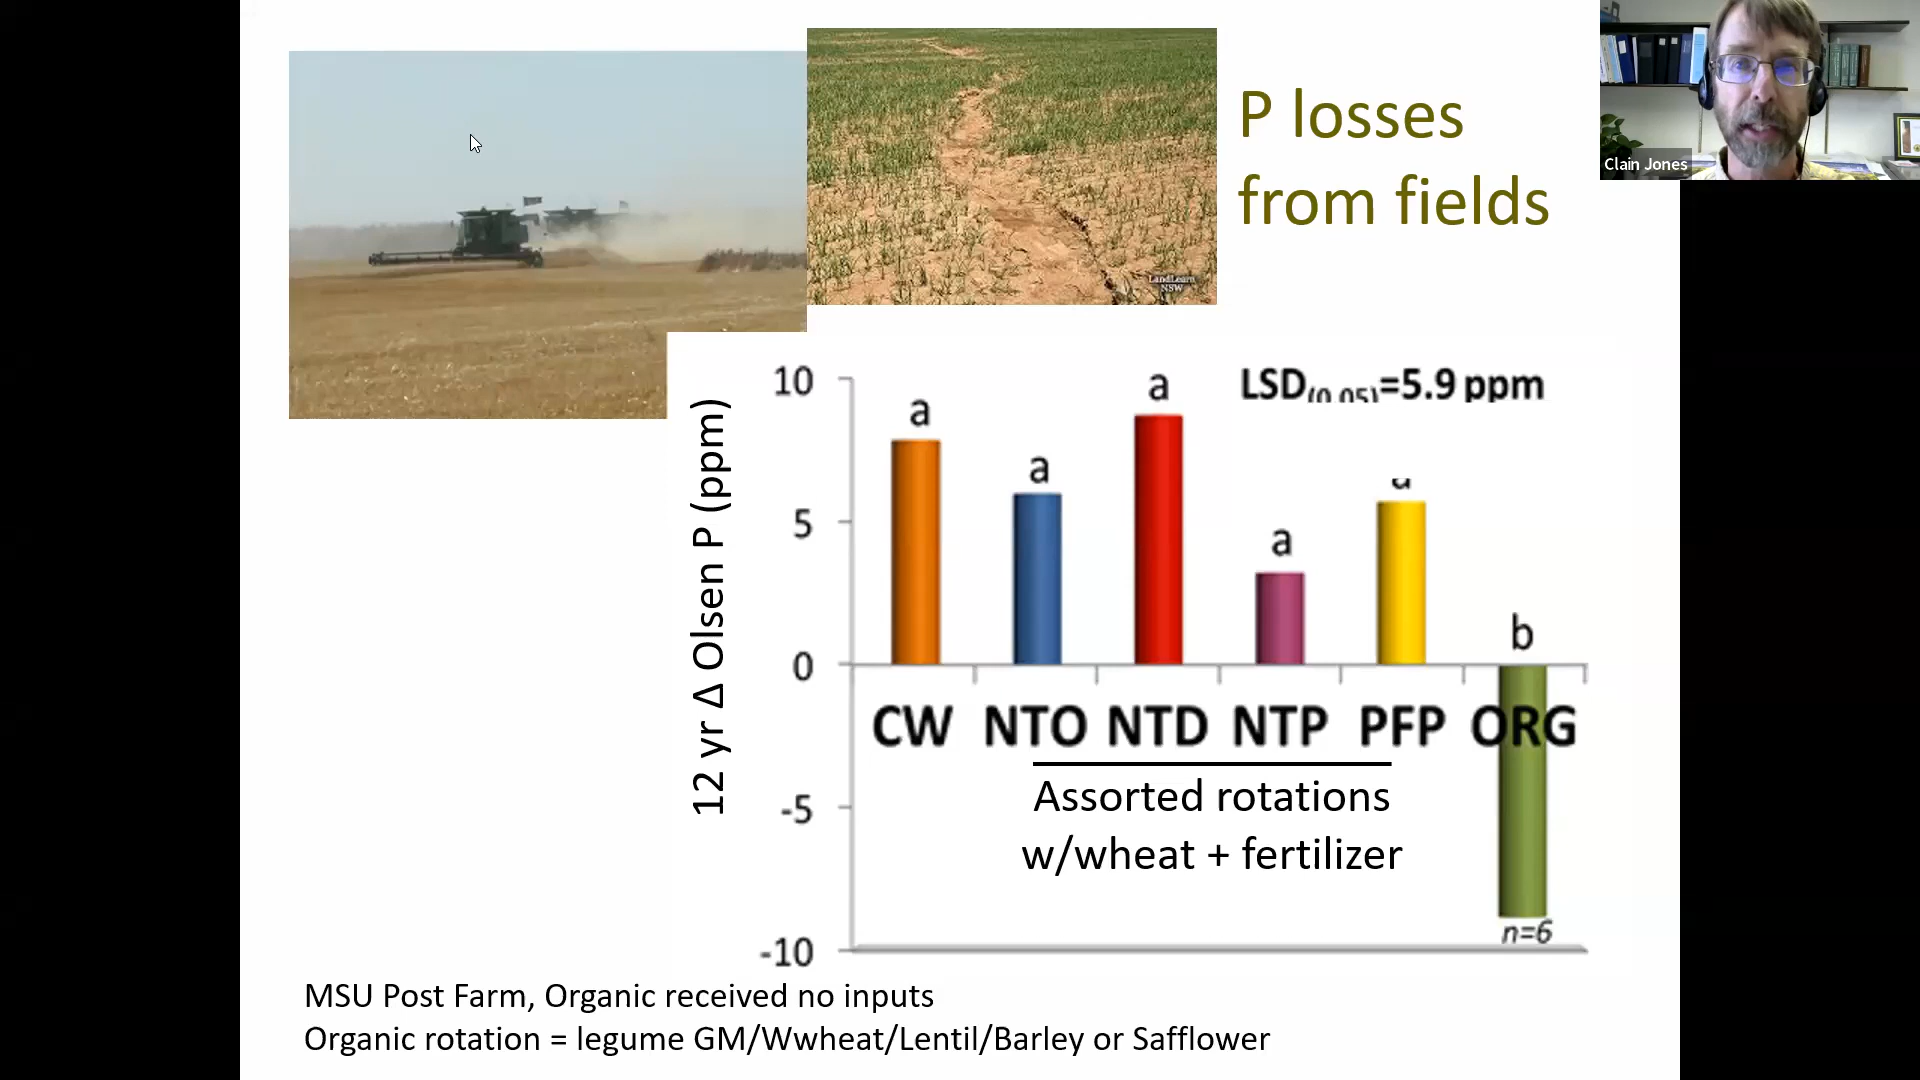 P losses
from fields
Clain Jones
LandLearn
NSW
LSD(0.05)=5.9 ppm
12 yr Δ Olsen P (ppm)
10
5
0
-5
-10
a
a
a
a
a
b
CW NTO NTD NTP PFP ORG
Assorted rotations
w/wheat + fertilizer
n=6
MSU Post Farm, Organic received no inputs
Organic rotation = legume GM/Wwheat/Lentil/Barley or Safflower